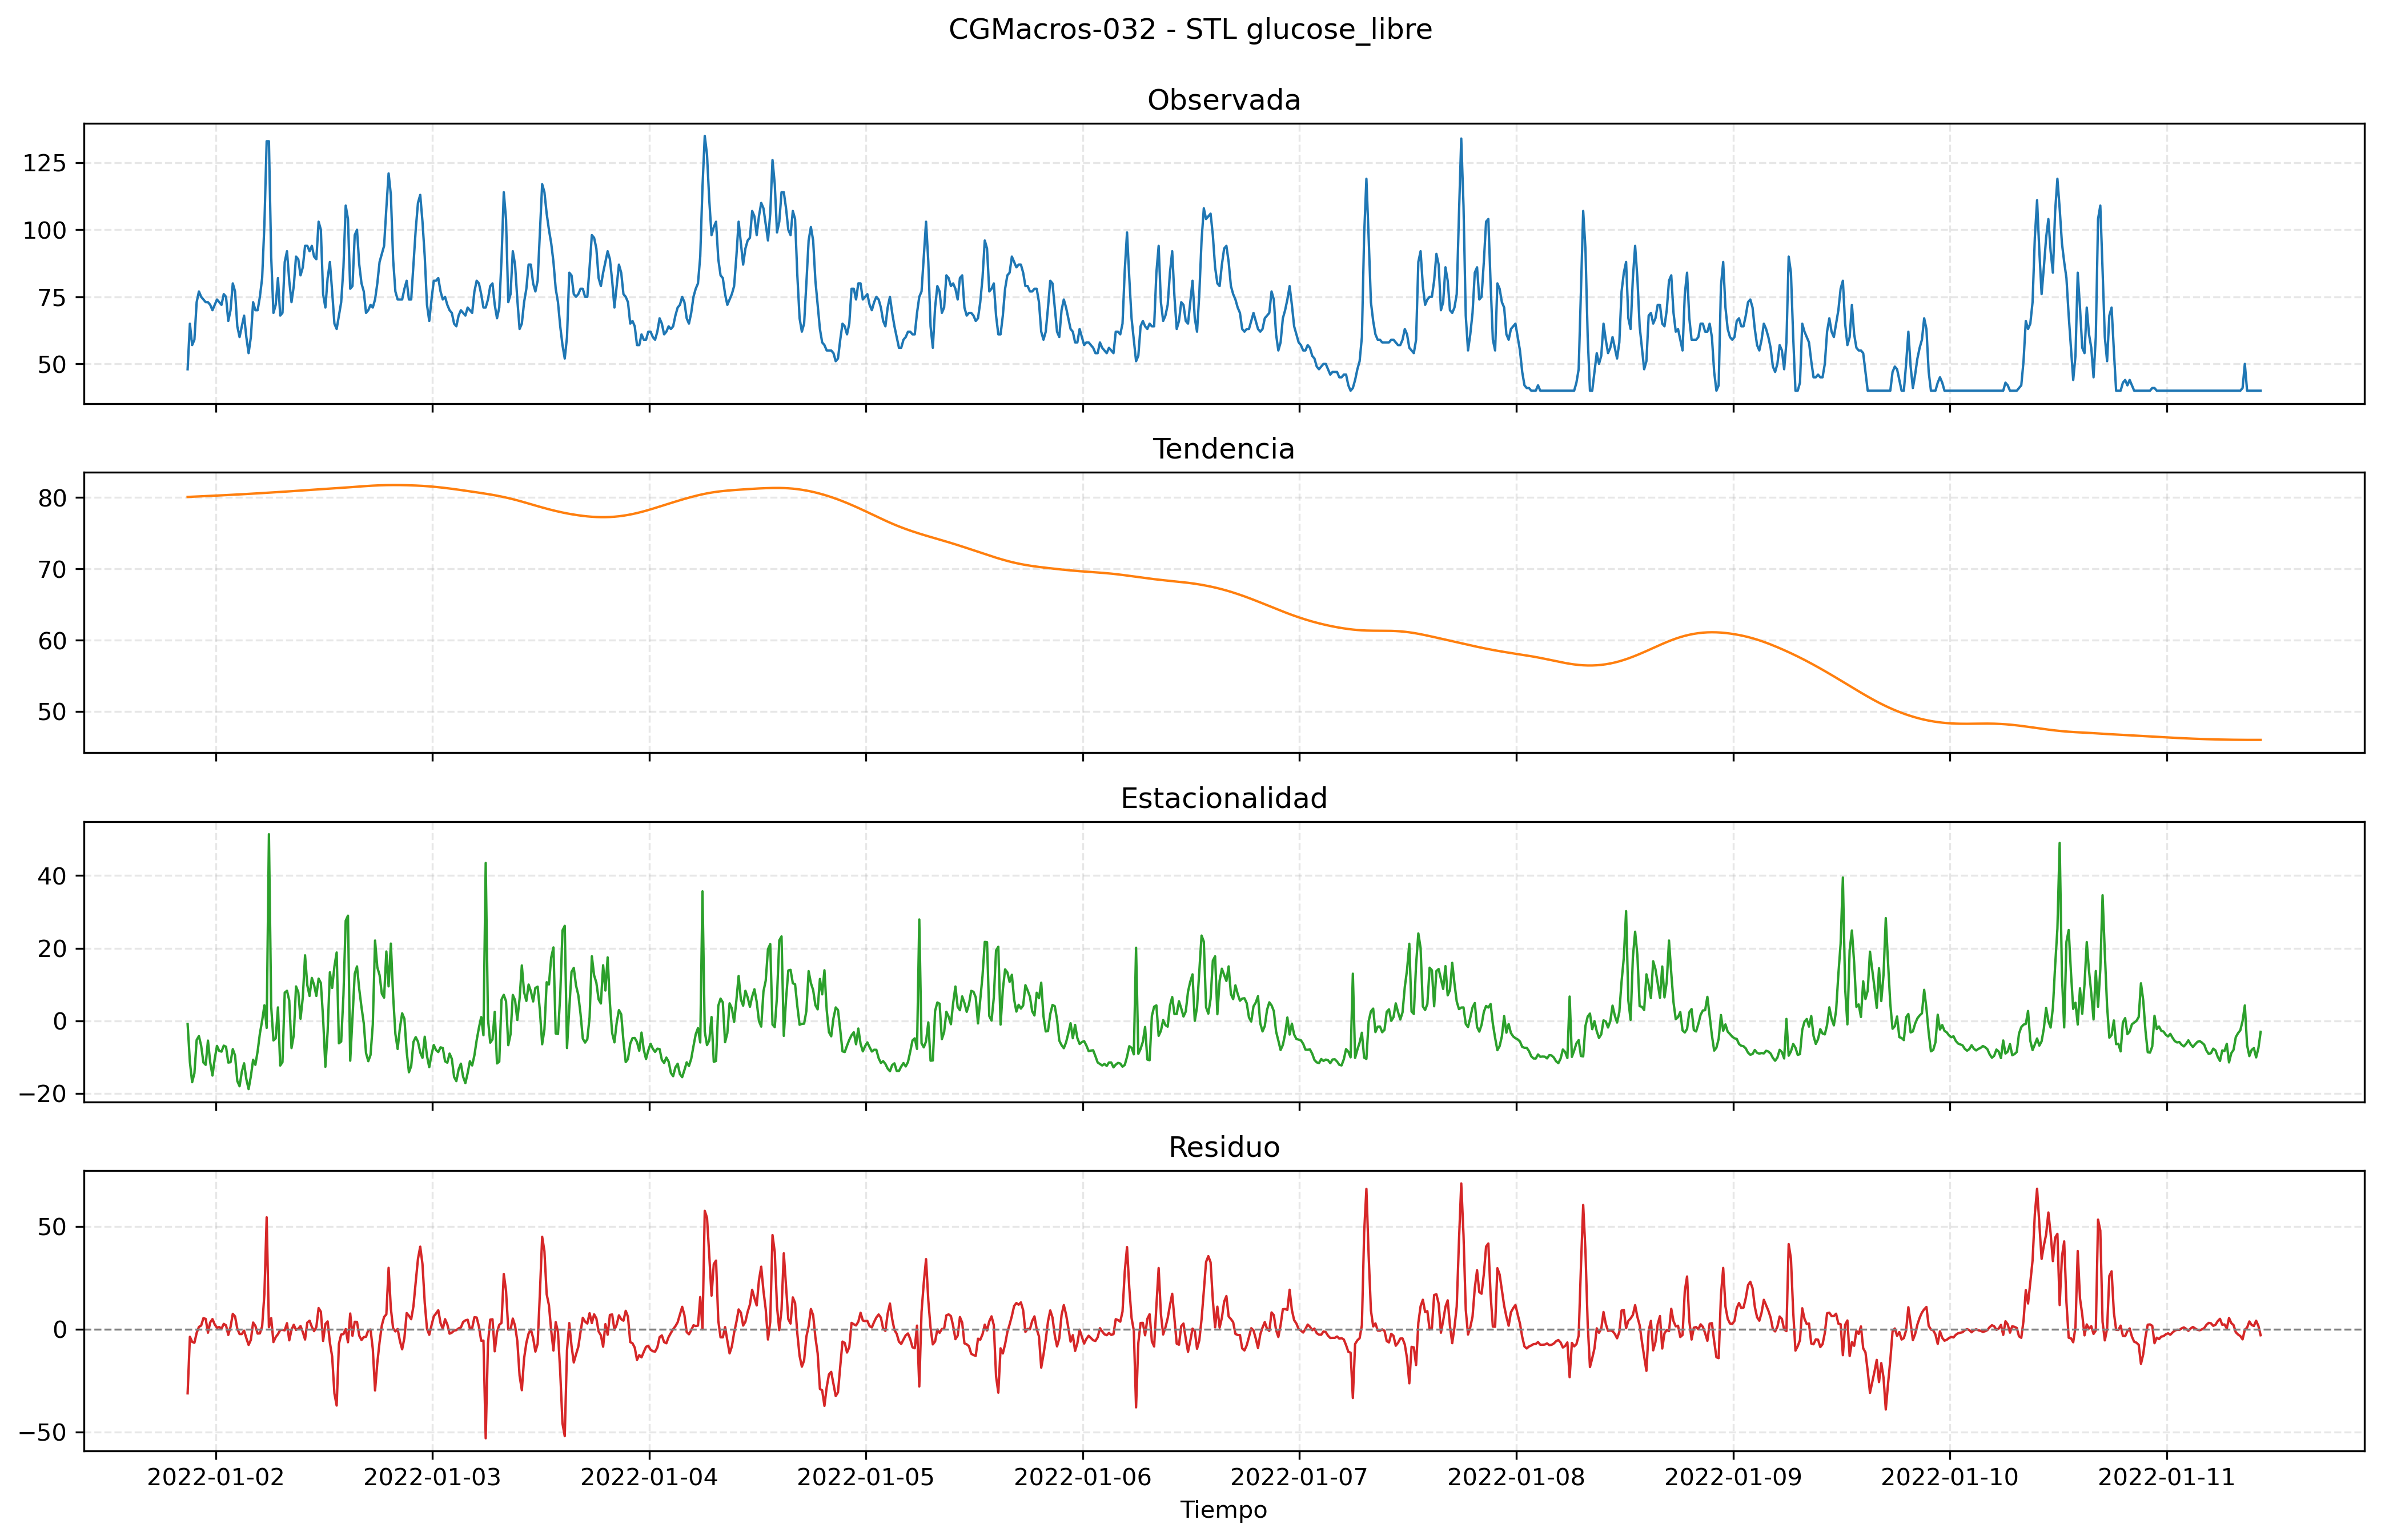 CGMacros-032 - STL glucose_libre
Observada
125
100
75
50
Tendencia
80
70
60
50
Estacionalidad
40
20
0
−20
Residuo
50
0
−50
2022-01-02 2022-01-03 2022-01-04 2022-01-05 2022-01-06 2022-01-07 2022-01-08 2022-01-09 2022-01-10 2022-01-11
Tiempo